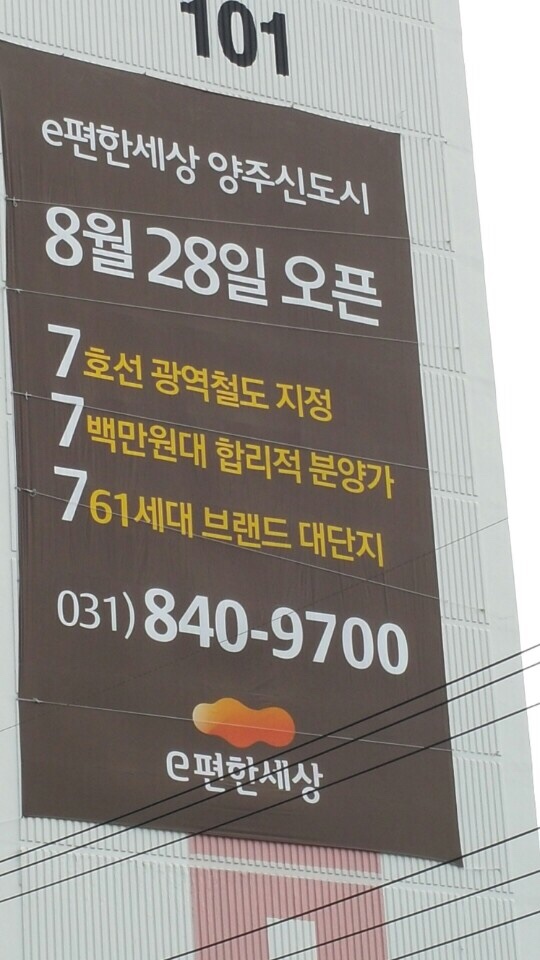 101
e편한세상 양주신도시
8월 28일 오픈
7호선 광역철도 지정
7백만원대 합리적 분양가
761세대 브랜드 대단지
031) 840-9700
e편한세상